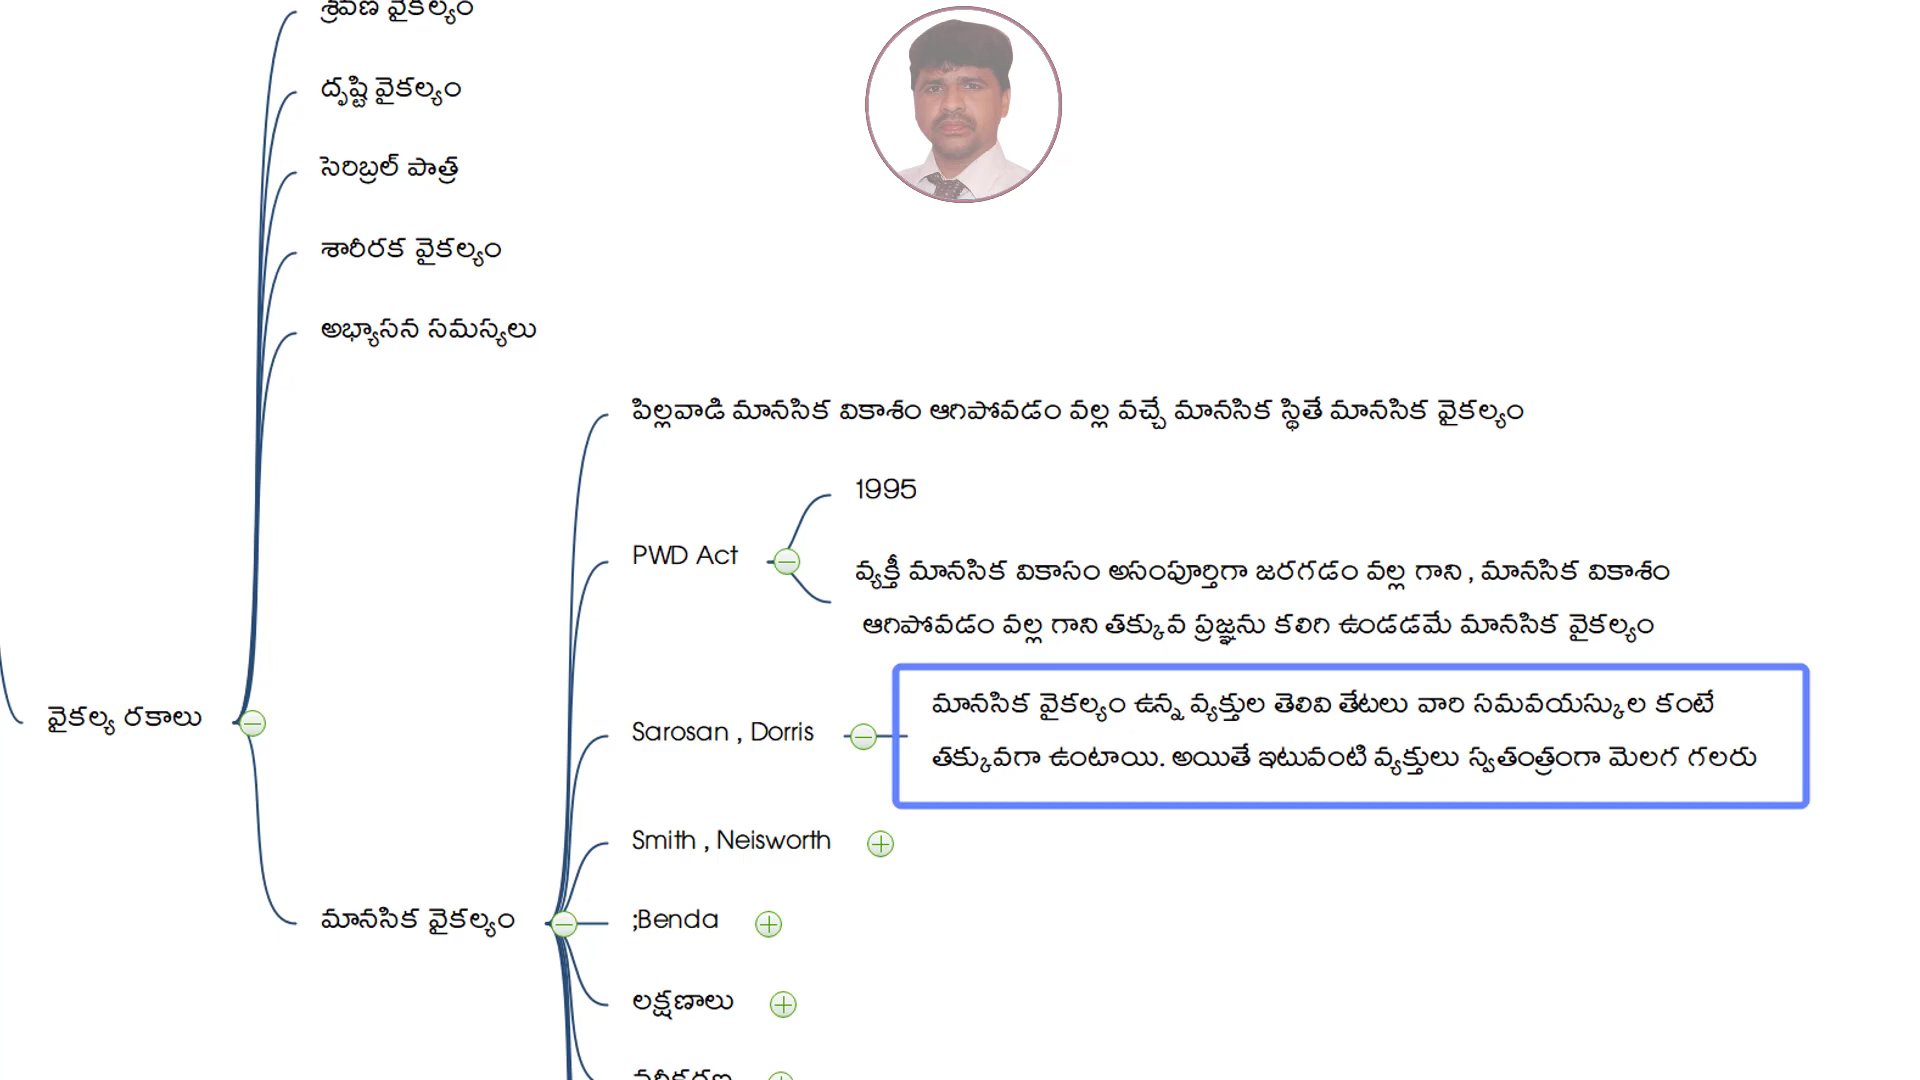 శ్రవణ వైకల్యం
దృష్టి వైకల్యం
సెరిబ్రల్ పాత్ర
శారీరక వైకల్యం
అభ్యాసన సమస్యలు
పిల్లవాడి మానసిక వికాశం ఆగిపోవడం వల్ల వచ్చే మానసిక స్థితే మానసిక వైకల్యం
1995
PWD Act
వ్యక్తీ మానసిక వికాసం అసంపూర్తిగా జరగడం వల్ల గాని , మానసిక వికాశం
ఆగిపోవడం వల్ల గాని తక్కువ ప్రజ్ఞను కలిగి ఉండడమే మానసిక వైకల్యం
వైకల్య రకాలు
Sarosan , Dorris
మానసిక వైకల్యం ఉన్న వ్యక్తుల తెలివి తేటలు వారి సమవయస్కుల కంటే
తక్కువగా ఉంటాయి. అయితే ఇటువంటి వ్యక్తులు స్వతంత్రంగా మెలగ గలరు
Smith , Neisworth
మానసిక వైకల్యం
;Benda
లక్షణాలు